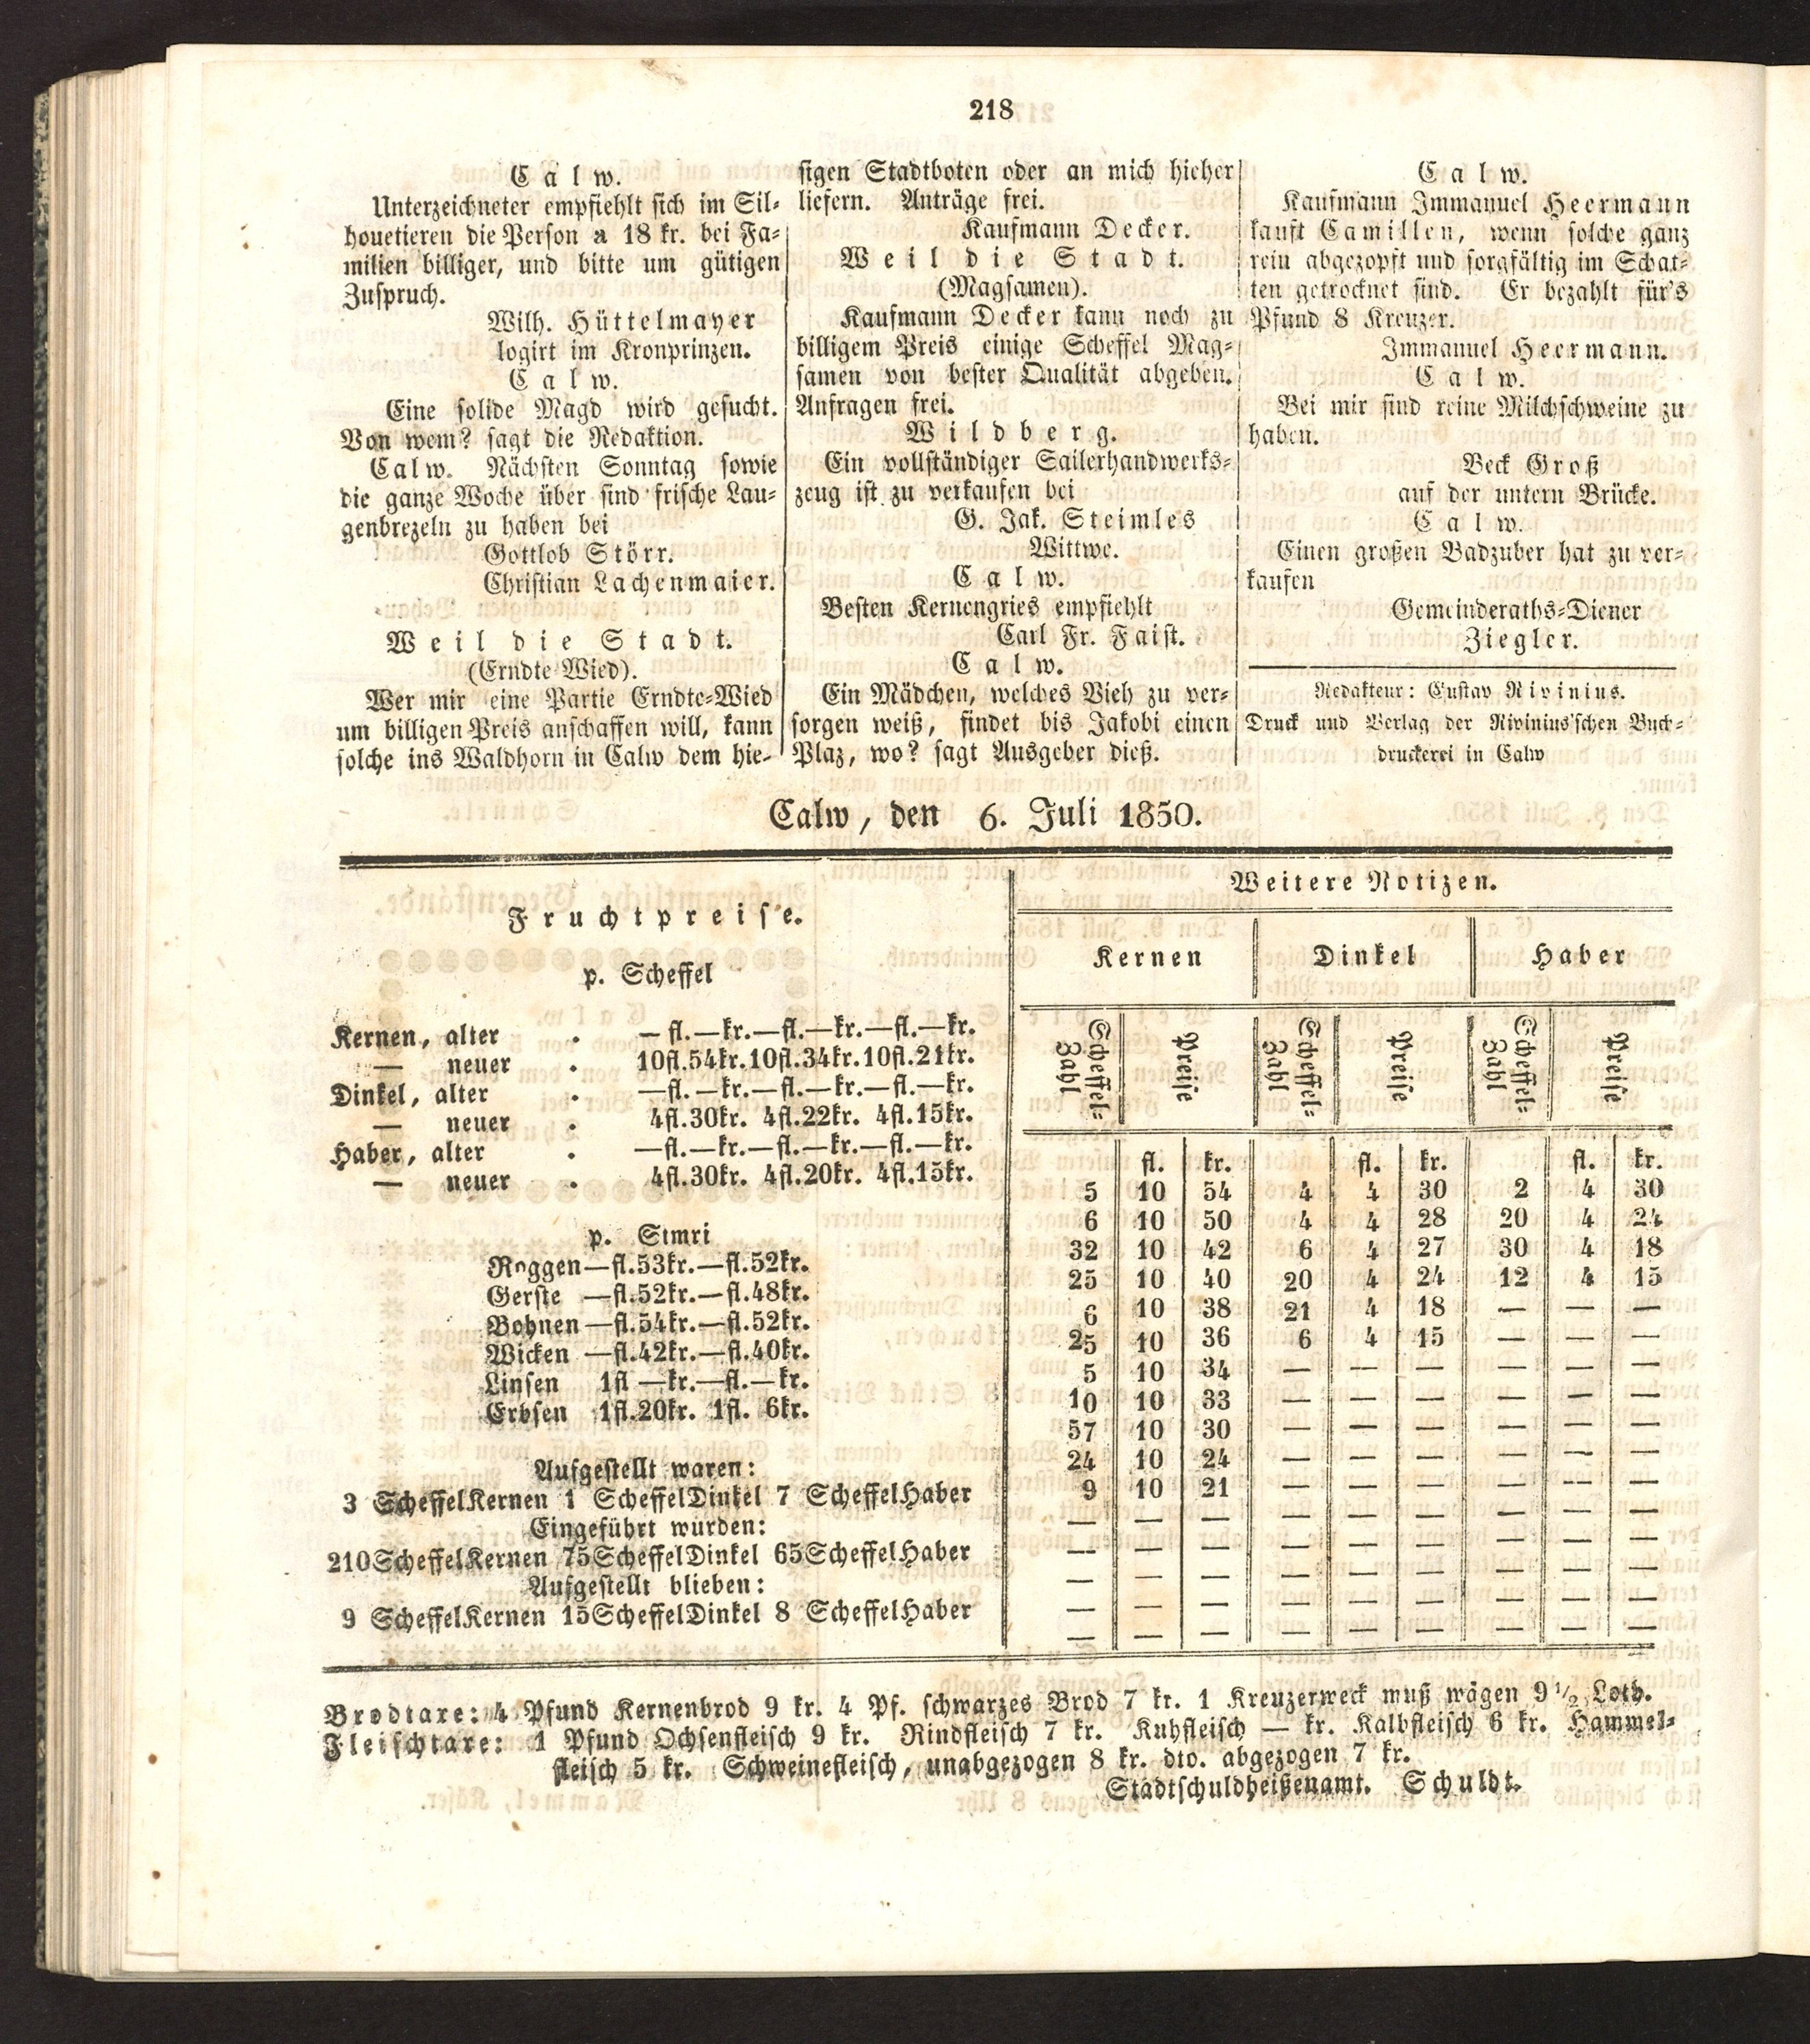 218
Calw.
Unterzeichneter empfiehlt sich im Sil-
houetieren die Person a 18 kr. bei Fa-
milien billiger, und bitte um gütigen
Zuspruch.
Wilh. Hüttelmayer
logirt im Kronprinzen.
Calw.
Eine solide Magd wird gesucht.
Von wem? sagt die Redaktion.
Calw. Nächsten Sonntag sowie
die ganze Woche über sind frische Lau-
genbrezeln zu haben bei
Gottlob Störr.
Christian Lachenmaier.
Weil die Stadt.
(Erndte-Wied).
Wer mir eine Partie Erndte-Wied
um billigen Preis anschaffen will, kann
solche ins Waldhorn in Calw dem hie-
sigen Stadtboten oder an mich hieher
liefern. Anträge frei.
Kaufmann Decker.
Weil die Stadt.
(Magsamen).
Kaufmann Decker kann noch zu
billigem Preis einige Scheffel Mag-
samen von bester Qualität abgeben.
Anfragen frei.
Wildberg.
Ein vollständiger Sailerhandwerks-
zeug ist zu verkaufen bei
G. Jak. Steimles
Wittwe.
Calw.
Besten Kernengries empfiehlt
Carl Fr. Faist.
Calw.
Ein Mädchen, welches Vieh zu ver-
sorgen weiß, findet bis Jakobi einen
Plaz, wo? sagt Ausgeber dieß.
Calw.
Kaufmann Immanuel Heermann
kauft Camillen, wenn solche ganz
rein abgezopft und sorgfältig im Schat-
ten getrocknet sind. Er bezahlt für's
Pfund 8 Kreuzer.
Immanuel Heermann.
Calw.
Bei mir sind reine Milchschweine zu
haben.
Beck Groß
auf der untern Brücke.
Calw.
Einen großen Badzuber hat zu ver-
kaufen
Gemeinderaths-Diener
Ziegler.
Redakteur: Gustav Rivinius.
Druck und Verlag der Rivinius'schen Buch-
druckerei in Calw
Calw, den 6. Juli 1850.
Fruchtpreise.
p. Scheffel
Kernen, alter . — fl. — kr. — fl. — kr. — fl. — kr.
— neuer . 10fl.54kr.10fl.34kr.10fl.21kr.
Dinkel, alter . — fl. — kr. — fl. — kr. — fl. — kr.
— neuer . 4fl.30kr. 4fl.22kr. 4fl.15kr.
Haber, alter . — fl. — kr. — fl. — kr. — fl. — kr.
— neuer . 4fl.30kr. 4fl.20kr. 4fl.15kr.
p. Simri
Roggen — fl.53kr. — fl.52kr.
Gerste — fl.52kr. — fl.48kr.
Bohnen — fl.54kr. — fl.52kr.
Wicken — fl.42kr. — fl.40kr.
Linsen 1fl — kr. — fl. — kr.
Erbsen 1fl.20kr. 1fl. 6kr.
Aufgestellt waren:
3 Scheffel Kernen 1 Scheffel Dinkel 7 Scheffel Haber
Eingeführt wurden:
210 Scheffel Kernen 75 Scheffel Dinkel 65 Scheffel Haber
Aufgestellt blieben:
9 Scheffel Kernen 15 Scheffel Dinkel 8 Scheffel Haber
Weitere Notizen.
Kernen Dinkel Haber
Scheffel-Zahl Preise Scheffel-Zahl Preise Scheffel-Zahl Preise
fl. kr. fl. kr. fl. kr.
5 10 54 4 4 30 2 4 30
6 10 50 4 4 28 20 4 24
32 10 42 6 4 27 30 4 18
25 10 40 20 4 24 12 4 15
6 10 38 21 4 18 — — —
25 10 36 6 4 15 — — —
5 10 34 — — — — — —
10 10 33 — — — — — —
57 10 30 — — — — — —
24 10 24 — — — — — —
9 10 21 — — — — — —
— — — — — — — — —
— — — — — — — — —
— — — — — — — — —
— — — — — — — — —
— — — — — — — — —
Brodtaxe: 4 Pfund Kernenbrod 9 kr. 4 Pf. schwarzes Brod 7 kr. 1 Kreuzerweck muß wägen 9 1/2 Loth.
Fleischtaxe: 1 Pfund Ochsenfleisch 9 kr. Rindfleisch 7 kr. Kuhfleisch — kr. Kalbfleisch 6 kr. Hammel-
fleisch 5 kr. Schweinefleisch, unabgezogen 8 kr. dto. abgezogen 7 kr.
Stadtschuldheißenamt. Schuldt.